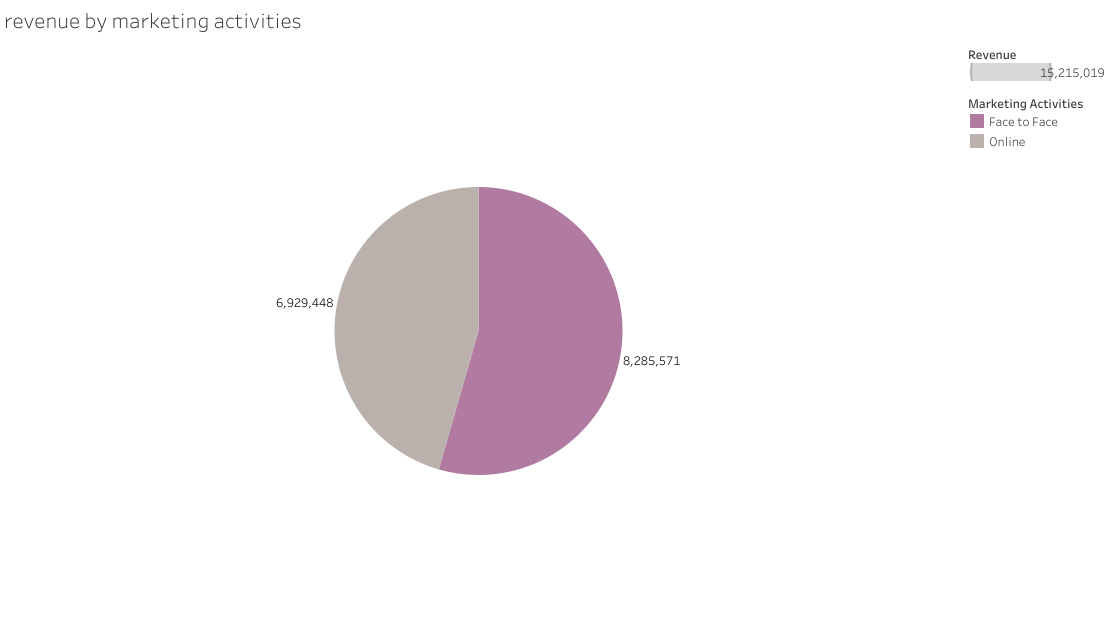 revenue by marketing activities
Revenue
15,215,019
Marketing Activities
Face to Face
Online
6,929,448
8,285,571